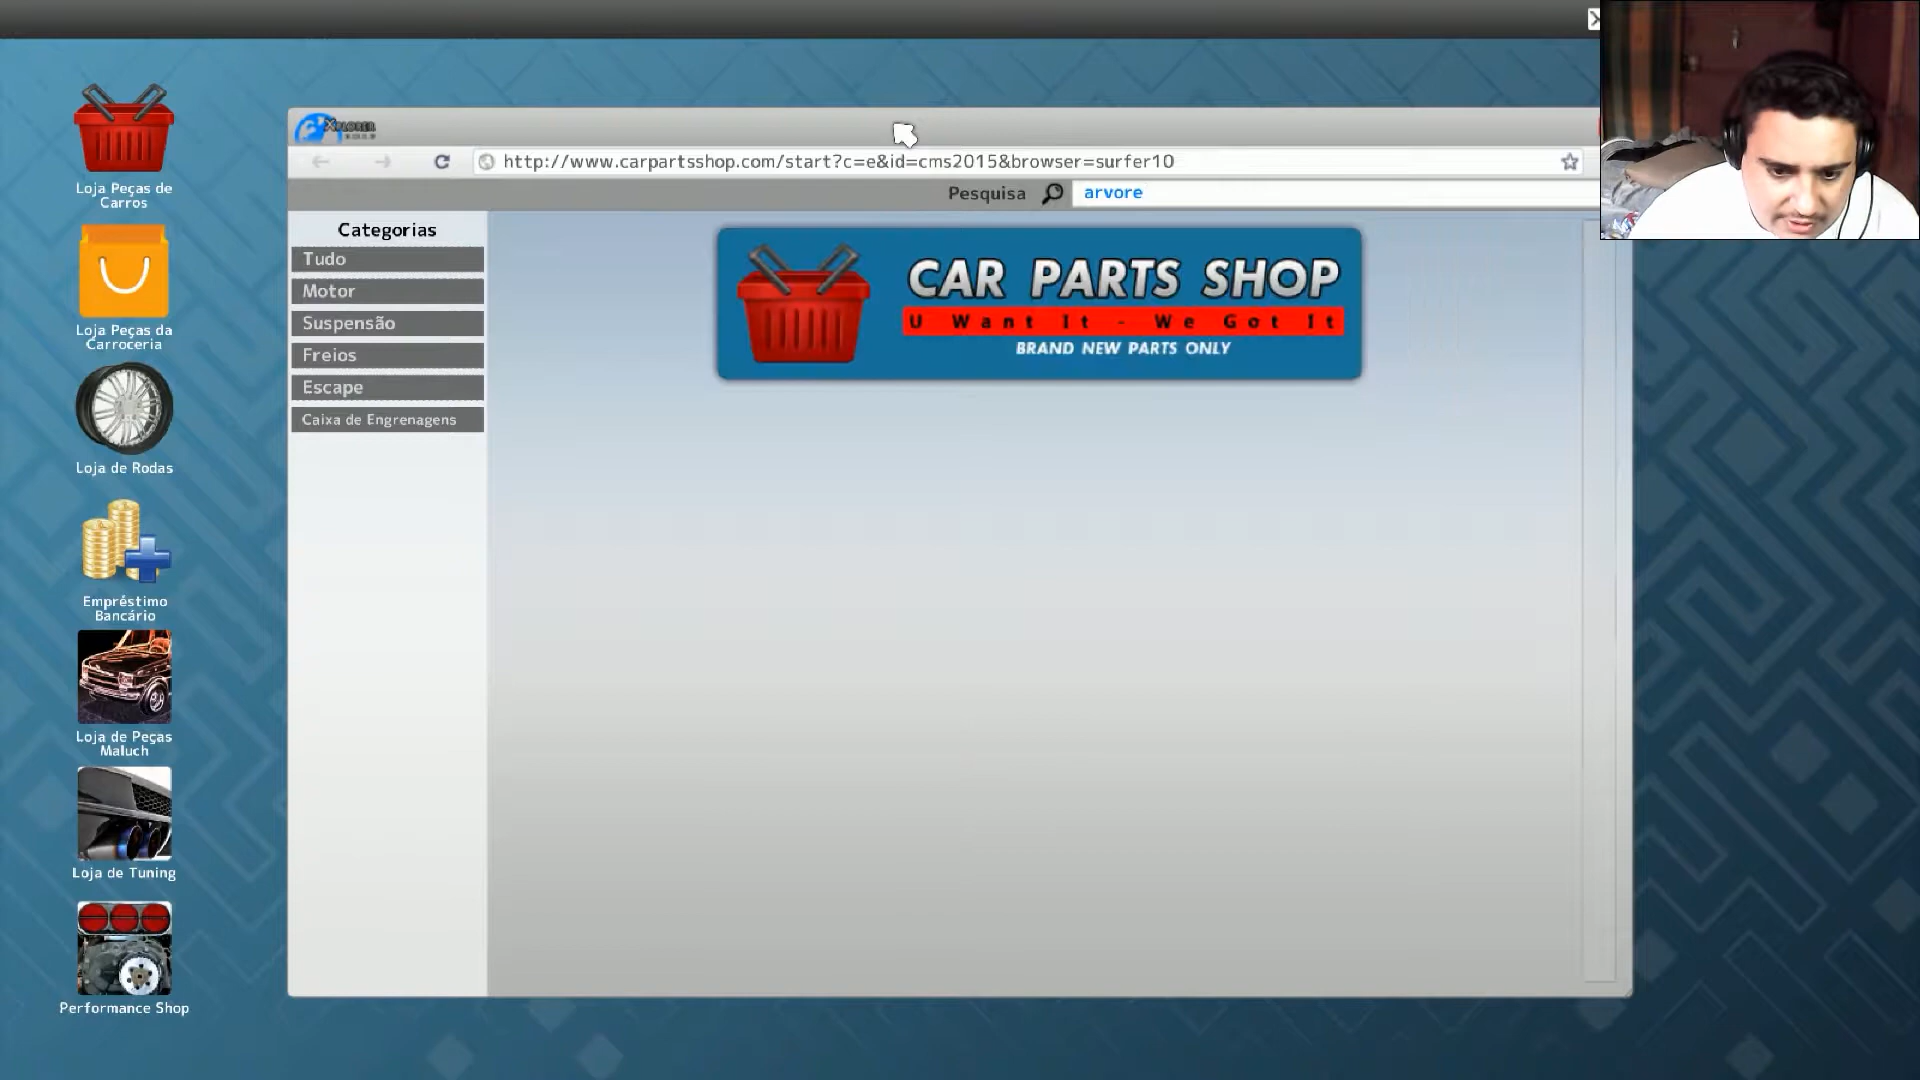 Loja Peças de
Carros
Loja Peças da
Carroceria
Loja de Rodas
Empréstimo
Bancário
Loja de Peças
Maluch
Loja de Tuning
Performance Shop
http://www.carpartsshop.com/start?c=e&id=cms2015&browser=surfer10
Pesquisa
arvore
Categorias
Tudo
Motor
Suspensão
Freios
Escape
Caixa de Engrenagens
CAR PARTS SHOP
U Want It - We Got It
BRAND NEW PARTS ONLY